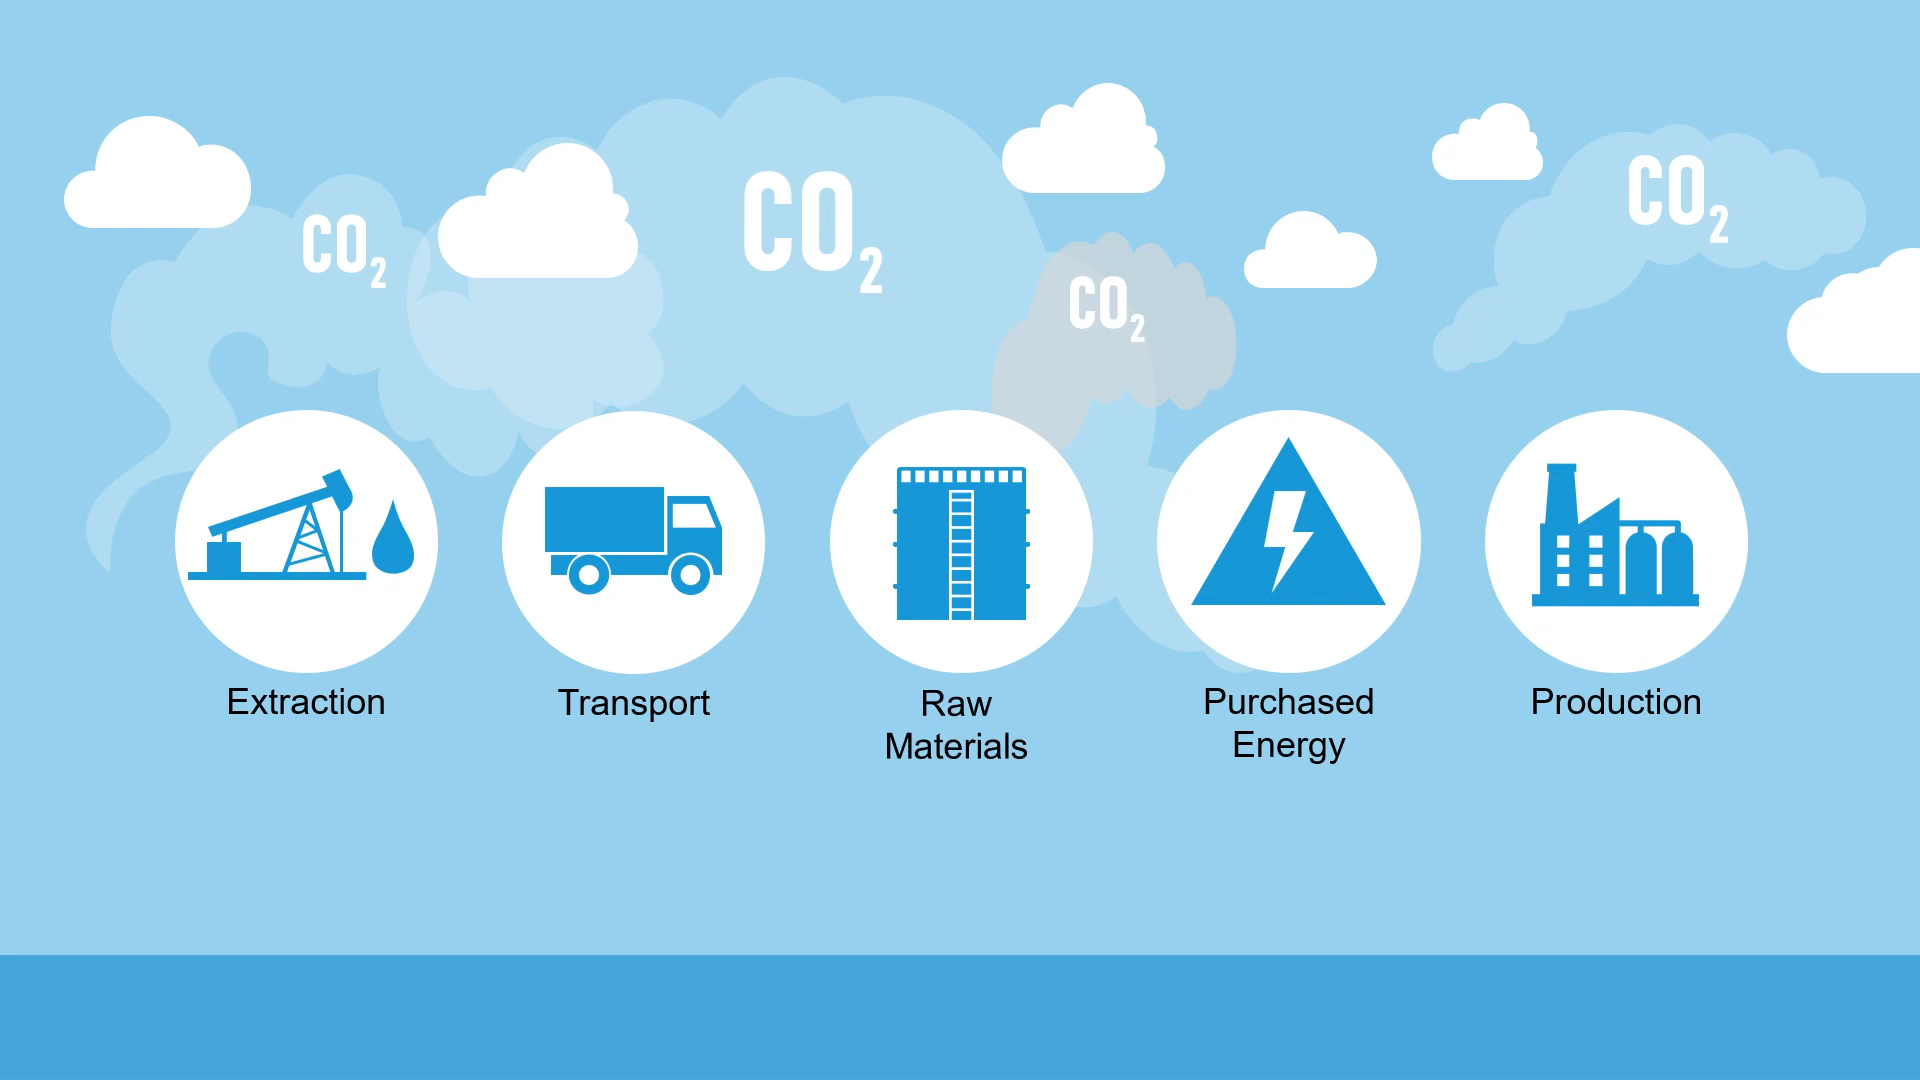 CO₂
CO₂
CO₂
CO₂
Extraction
Transport
Raw
Materials
Purchased
Energy
Production